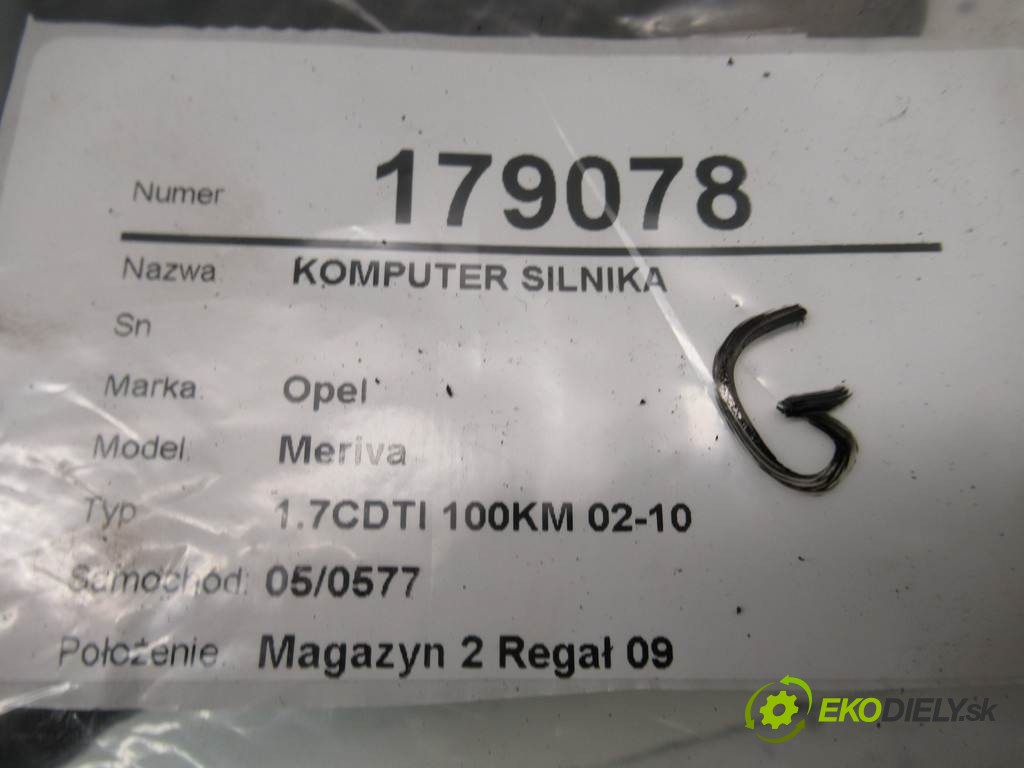 Numer 179078
Nazwa KOMPUTER SILNIKA
Sn
Marka. Opel
Model. Meriva
Typ 1.7CDTI 100KM 02-10
Samochód: 05/0577
Położenie. Magazyn 2 Regał 09
G
EKODIELY.sk